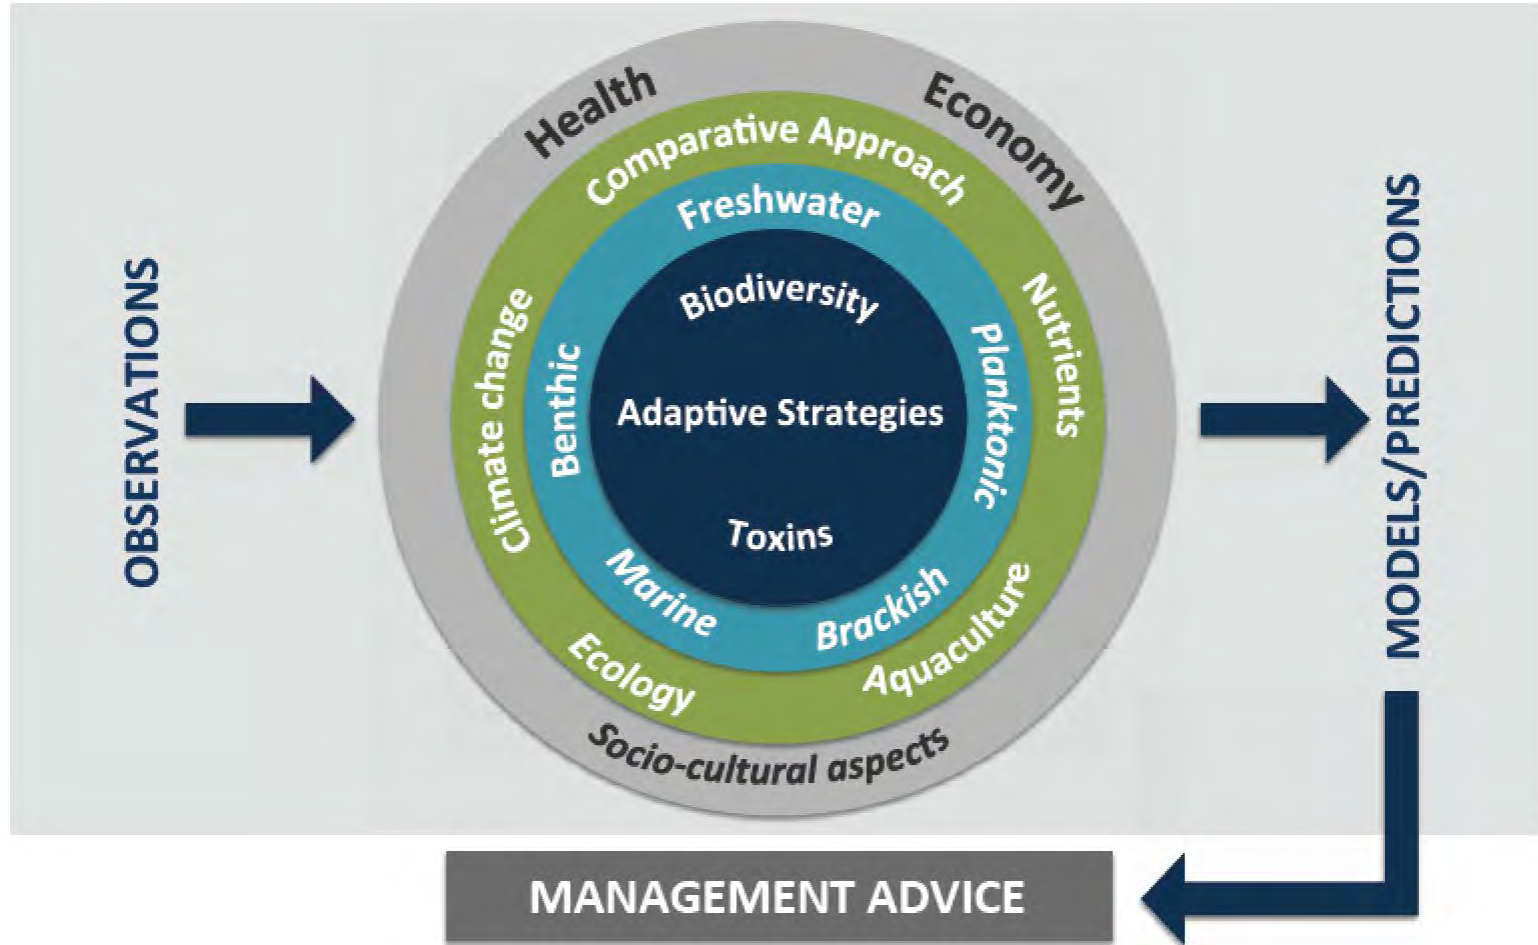 Health
Economy
Comparative Approach
Freshwater
Biodiversity
Nutrients
Climate change
Benthic
Planktonic
Adaptive Strategies
Toxins
Marine
Brackish
Ecology
Aquaculture
Socio-cultural aspects
OBSERVATIONS
MODELS/PREDICTIONS
MANAGEMENT ADVICE